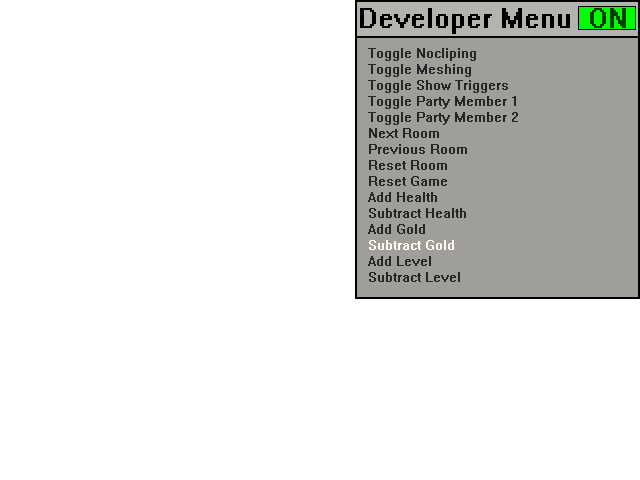 Developer Menu ON
Toggle Nocliping
Toggle Meshing
Toggle Show Triggers
Toggle Party Member 1
Toggle Party Member 2
Next Room
Previous Room
Reset Room
Reset Game
Add Health
Subtract Health
Add Gold
Subtract Gold
Add Level
Subtract Level